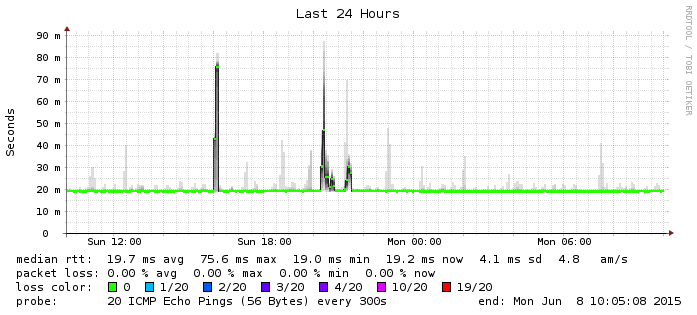 Last 24 Hours
RRDTOOL / TOBI OETIKER
Seconds
90 m
80 m
70 m
60 m
50 m
40 m
30 m
20 m
10 m
0
Sun 12:00 Sun 18:00 Mon 00:00 Mon 06:00
median rtt: 19.7 ms avg 75.6 ms max 19.0 ms min 19.2 ms now 4.1 ms sd 4.8 am/s
packet loss: 0.00 % avg 0.00 % max 0.00 % min 0.00 % now
loss color: 0 1/20 2/20 3/20 4/20 10/20 19/20
probe: 20 ICMP Echo Pings (56 Bytes) every 300s end: Mon Jun 8 10:05:08 2015